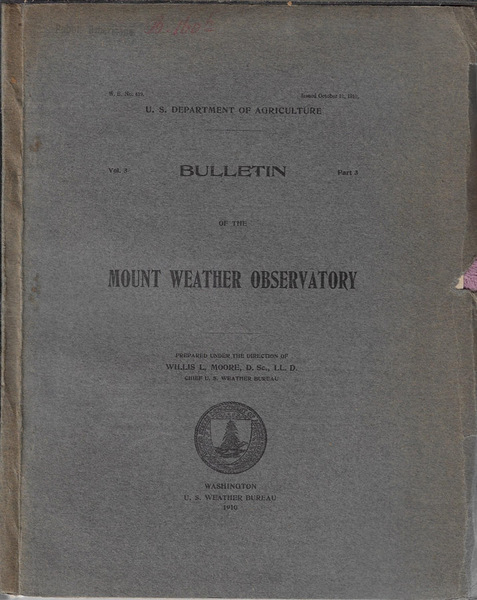 U. S. DEPARTMENT OF AGRICULTURE
Vol. 3 BULLETIN Part 3
OF THE
MOUNT WEATHER OBSERVATORY
PREPARED UNDER THE DIRECTION OF
WILLIS L. MOORE, D. Sc., LL. D.
CHIEF U. S. WEATHER BUREAU
WASHINGTON
U. S. WEATHER BUREAU
1910